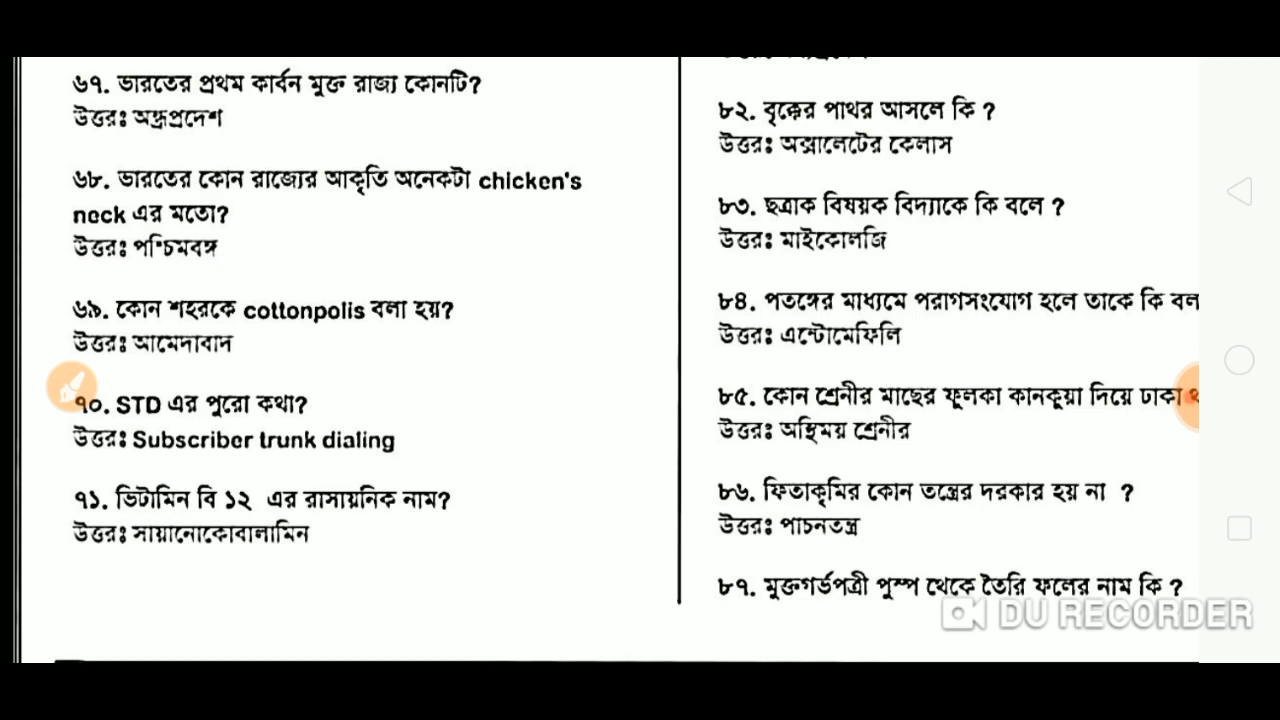 ৬৭. ভারতের প্রথম কার্বন মুক্ত রাজ্য কোনটি?
উত্তরঃ অন্ধ্রপ্রদেশ
৬৮. ভারতের কোন রাজ্যের আকৃতি অনেকটা chicken's
neck এর মতো?
উত্তরঃ পশ্চিমবঙ্গ
৬৯. কোন শহরকে cottonpolis বলা হয়?
উত্তরঃ আমেদাবাদ
৭০. STD এর পুরো কথা?
উত্তরঃ Subscriber trunk dialing
৭১. ভিটামিন বি ১২ এর রাসায়নিক নাম?
উত্তরঃ সায়ানোকোবালামিন
৮২. বৃক্কের পাথর আসলে কি ?
উত্তরঃ অক্সালেটের কেলাস
৮৩. ছত্রাক বিষয়ক বিদ্যাকে কি বলে ?
উত্তরঃ মাইকোলজি
৮৪. পতঙ্গের মাধ্যমে পরাগসংযোগ হলে তাকে কি বল
উত্তরঃ এন্টোমেফিলি
৮৫. কোন শ্রেনীর মাছের ফুলকা কানকুয়া দিয়ে ঢাকা
উত্তরঃ অস্থিময় শ্রেনীর
৮৬. ফিতাকৃমির কোন তন্ত্রের দরকার হয় না ?
উত্তরঃ পাচনতন্ত্র
৮৭. মুক্তগর্ভপত্রী পুস্প থেকে তৈরি ফলের নাম কি ?
DU RECORDER